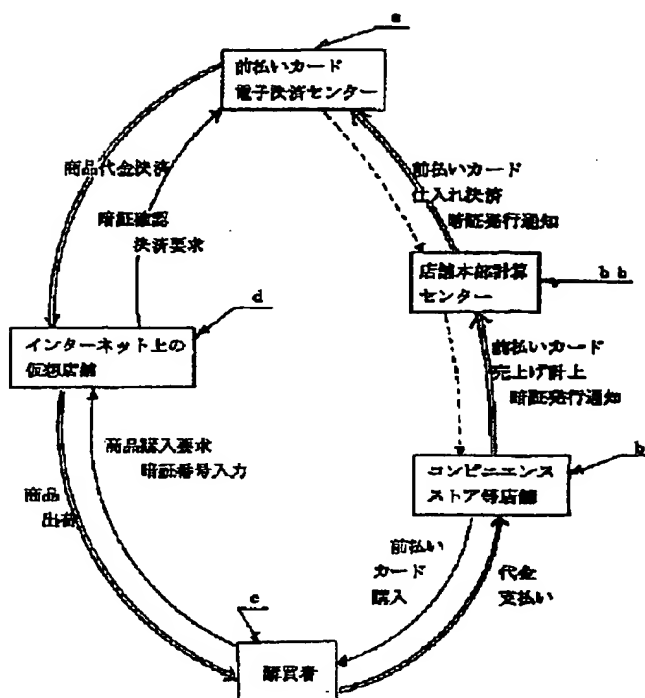 a
前払いカード
電子決済センター
商品代金決済
暗証確認
決済要求
前払いカード
仕入れ決済
暗証発行通知
店舗本部計算
センター
b b
d
インターネット上の
仮想店舗
前払いカード
売上げ計上
暗証発行通知
商品購入要求
暗証番号入力
b
コンビニエンス
ストア等店舗
商品
出荷
前払い
カード
購入
代金
支払い
c
購買者